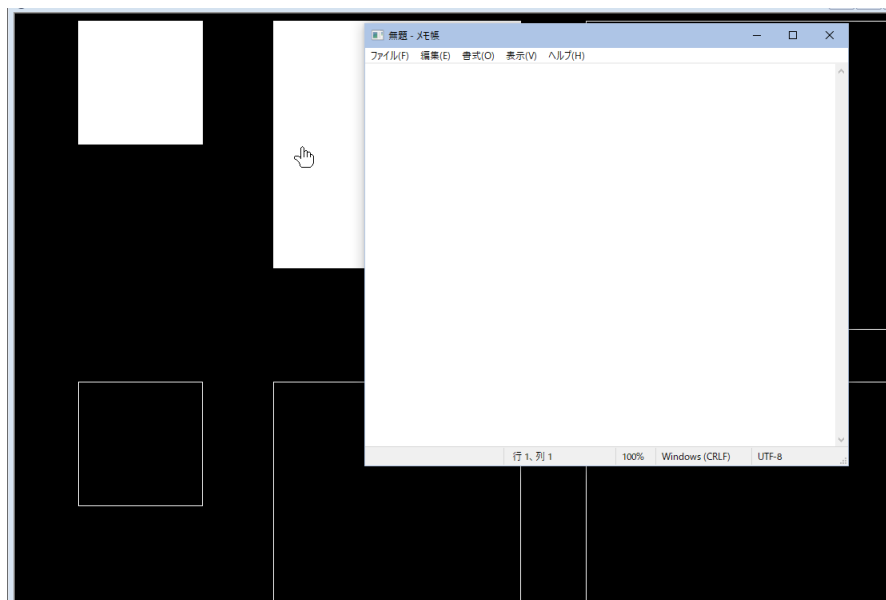 無題 - メモ帳
ファイル(F) 編集(E) 書式(O) 表示(V) ヘルプ(H)
行 1、列 1 100% Windows (CRLF) UTF-8